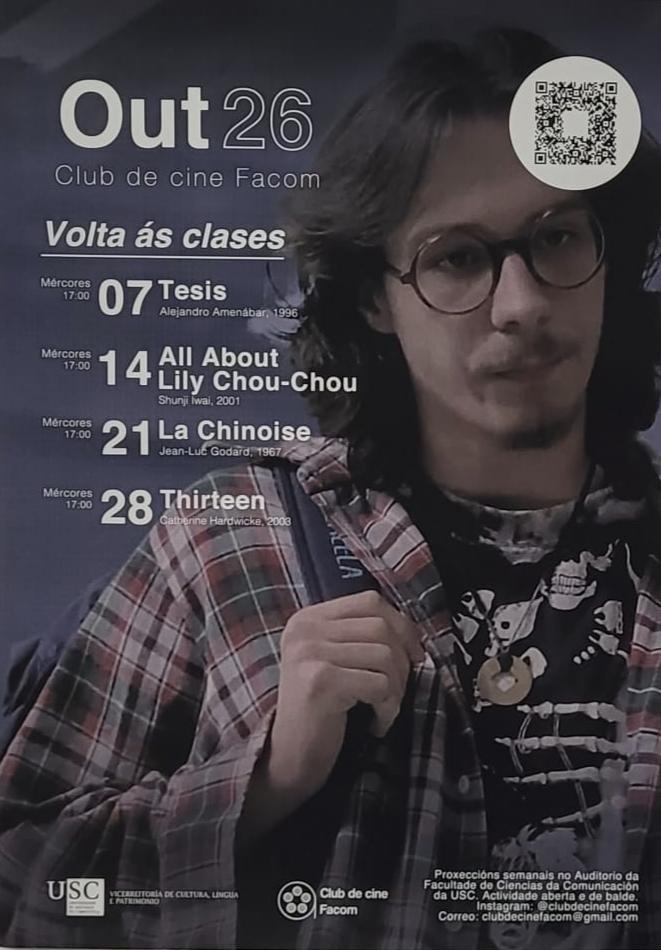 Out 26
Club de cine Facom
Volta ás clases
Mércores
17:00
07 Tesis
Alejandro Amenábar, 1996
Mércores
17:00
14 All About
Lily Chou-Chou
Shunji Iwai, 2001
Mércores
17:00
21 La Chinoise
Jean-Luc Godard, 1967
Mércores
17:00
28 Thirteen
Catherine Hardwicke, 2003
USC
VICERREITORÍA DE CULTURA, LINGUA
E PATRIMONIO
Club de cine
Facom
Proxeccións semanais no Auditorio da
Facultade de Ciencias da Comunicación
da USC. Actividade aberta e de balde.
Instagram: @clubdecinefacom
Correo: clubdecinefacom@gmail.com